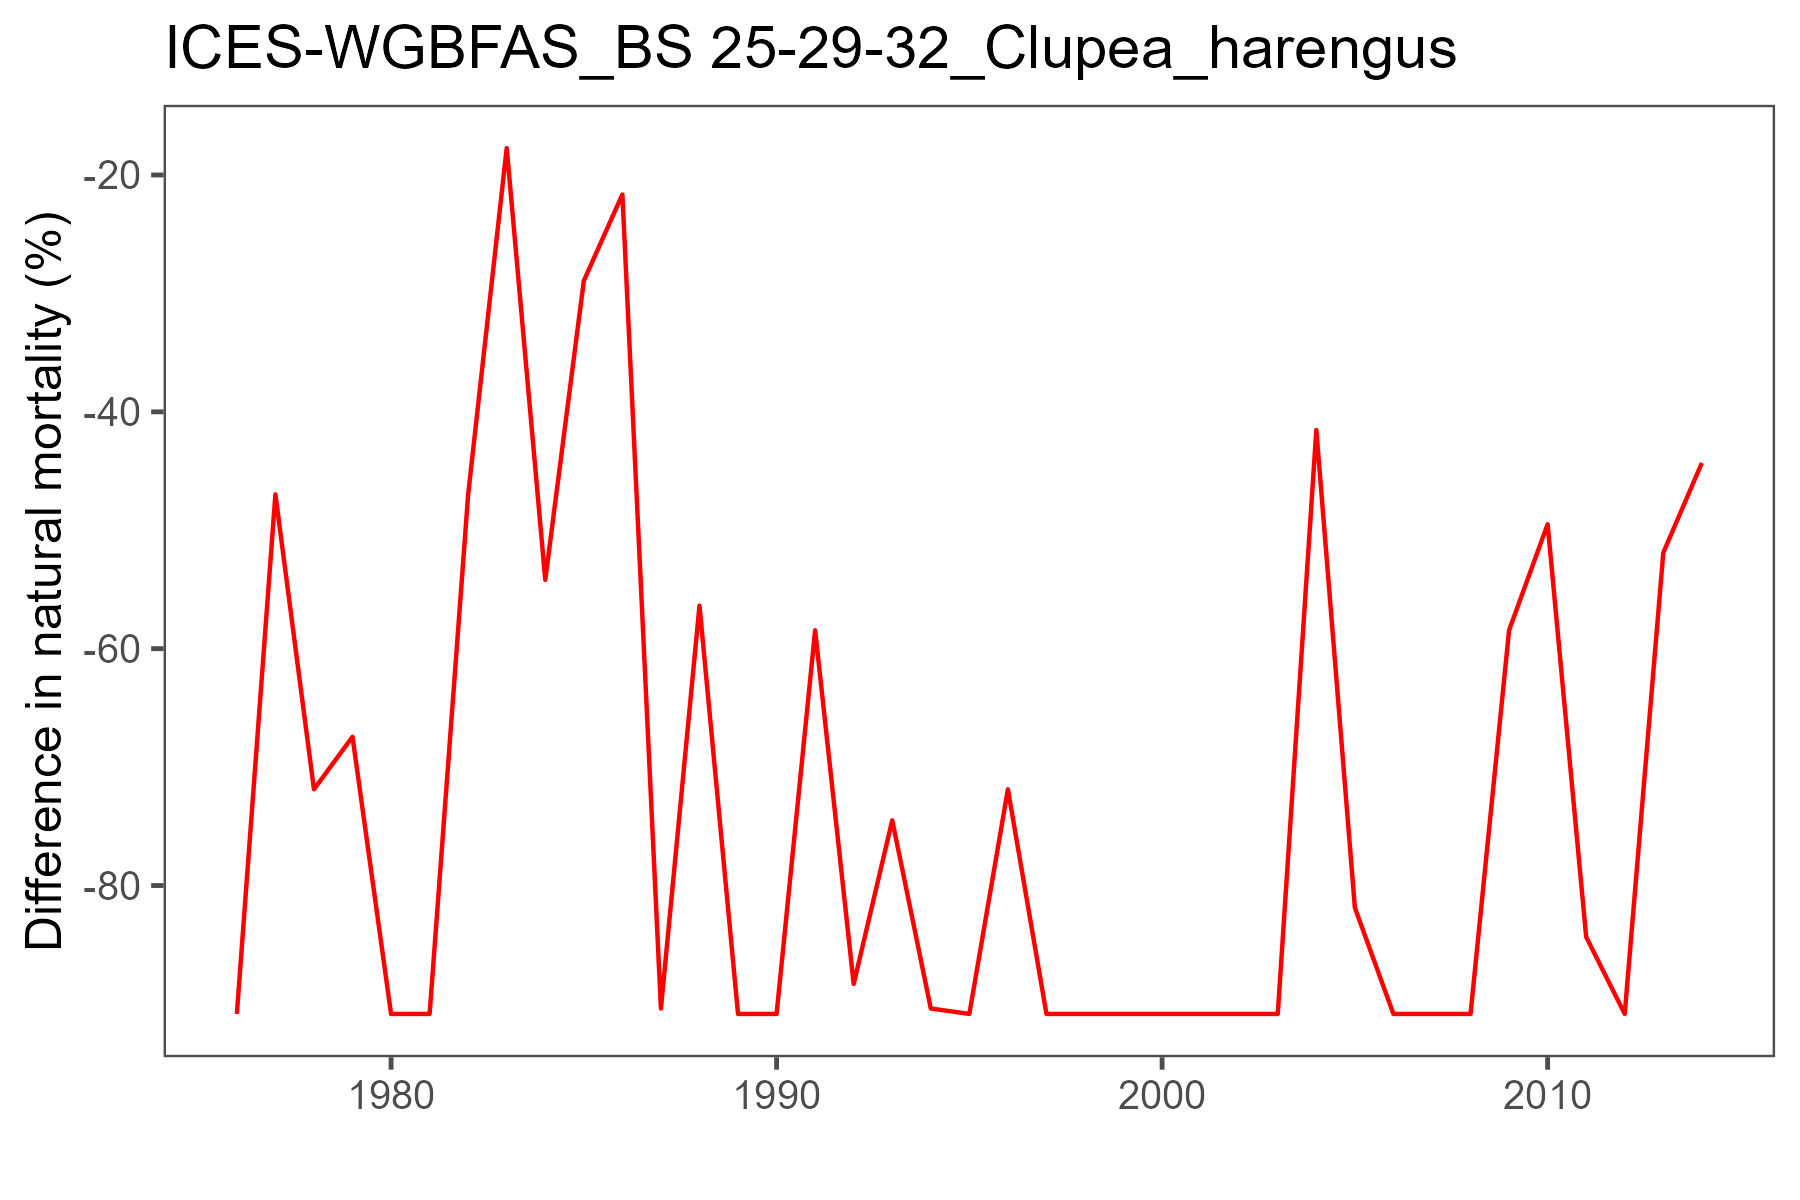 ICES-WGBFAS_BS 25-29-32_Clupea_harengus
Difference in natural mortality (%)
-20
-40
-60
-80
1980 1990 2000 2010